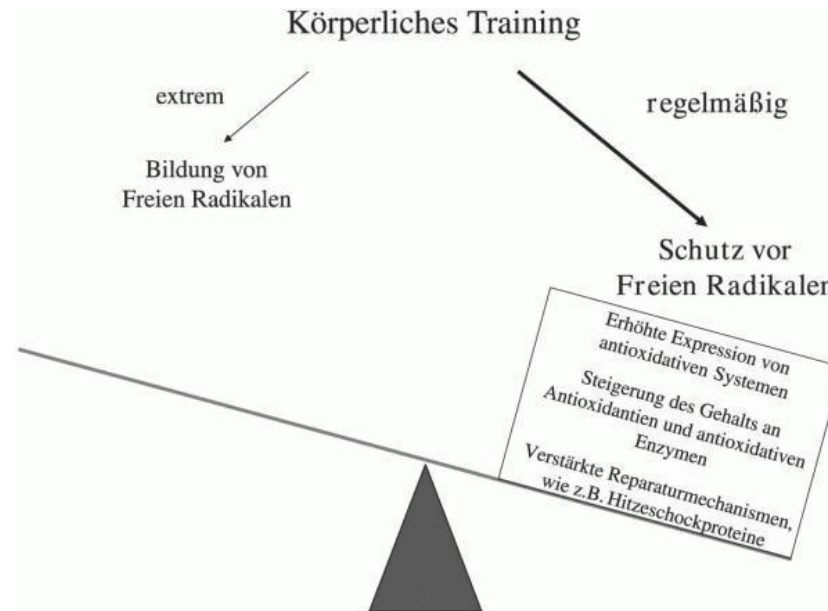 Körperliches Training
extrem
regelmäßig
Bildung von
Freien Radikalen
Schutz vor
Freien Radikalen
Erhöhte Expression von
antioxidativen Systemen
Steigerung des Gehalts an
Antioxidantien und antioxidativen
Enzymen
Verstärkte Reparaturmechanismen,
wie z.B. Hitzeschockproteine